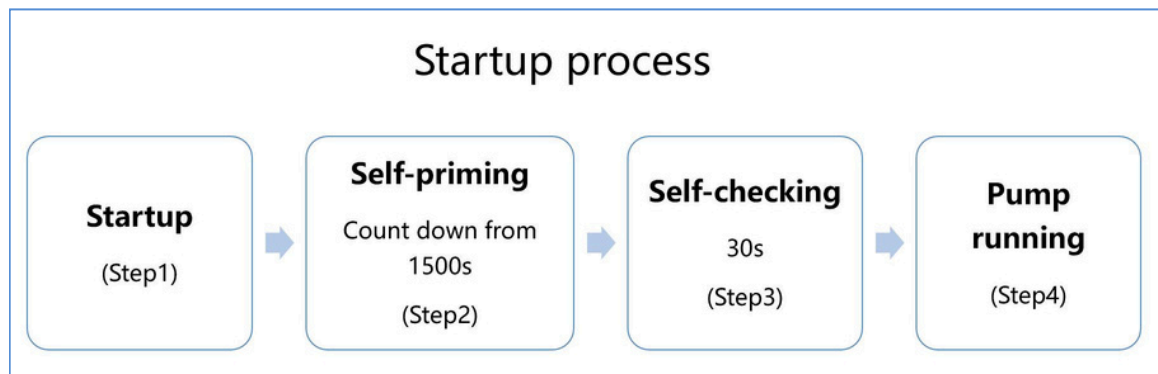 Startup process
Startup
(Step1)
Self-priming
Count down from
1500s
(Step2)
Self-checking
30s
(Step3)
Pump
running
(Step4)